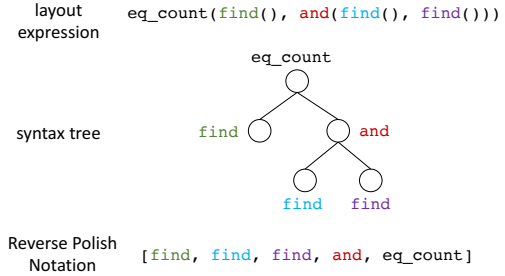 layout expression
eq_count(find(), and(find(), find()))
eq_count
syntax tree
find
and
find find
Reverse Polish Notation
[find, find, find, and, eq_count]